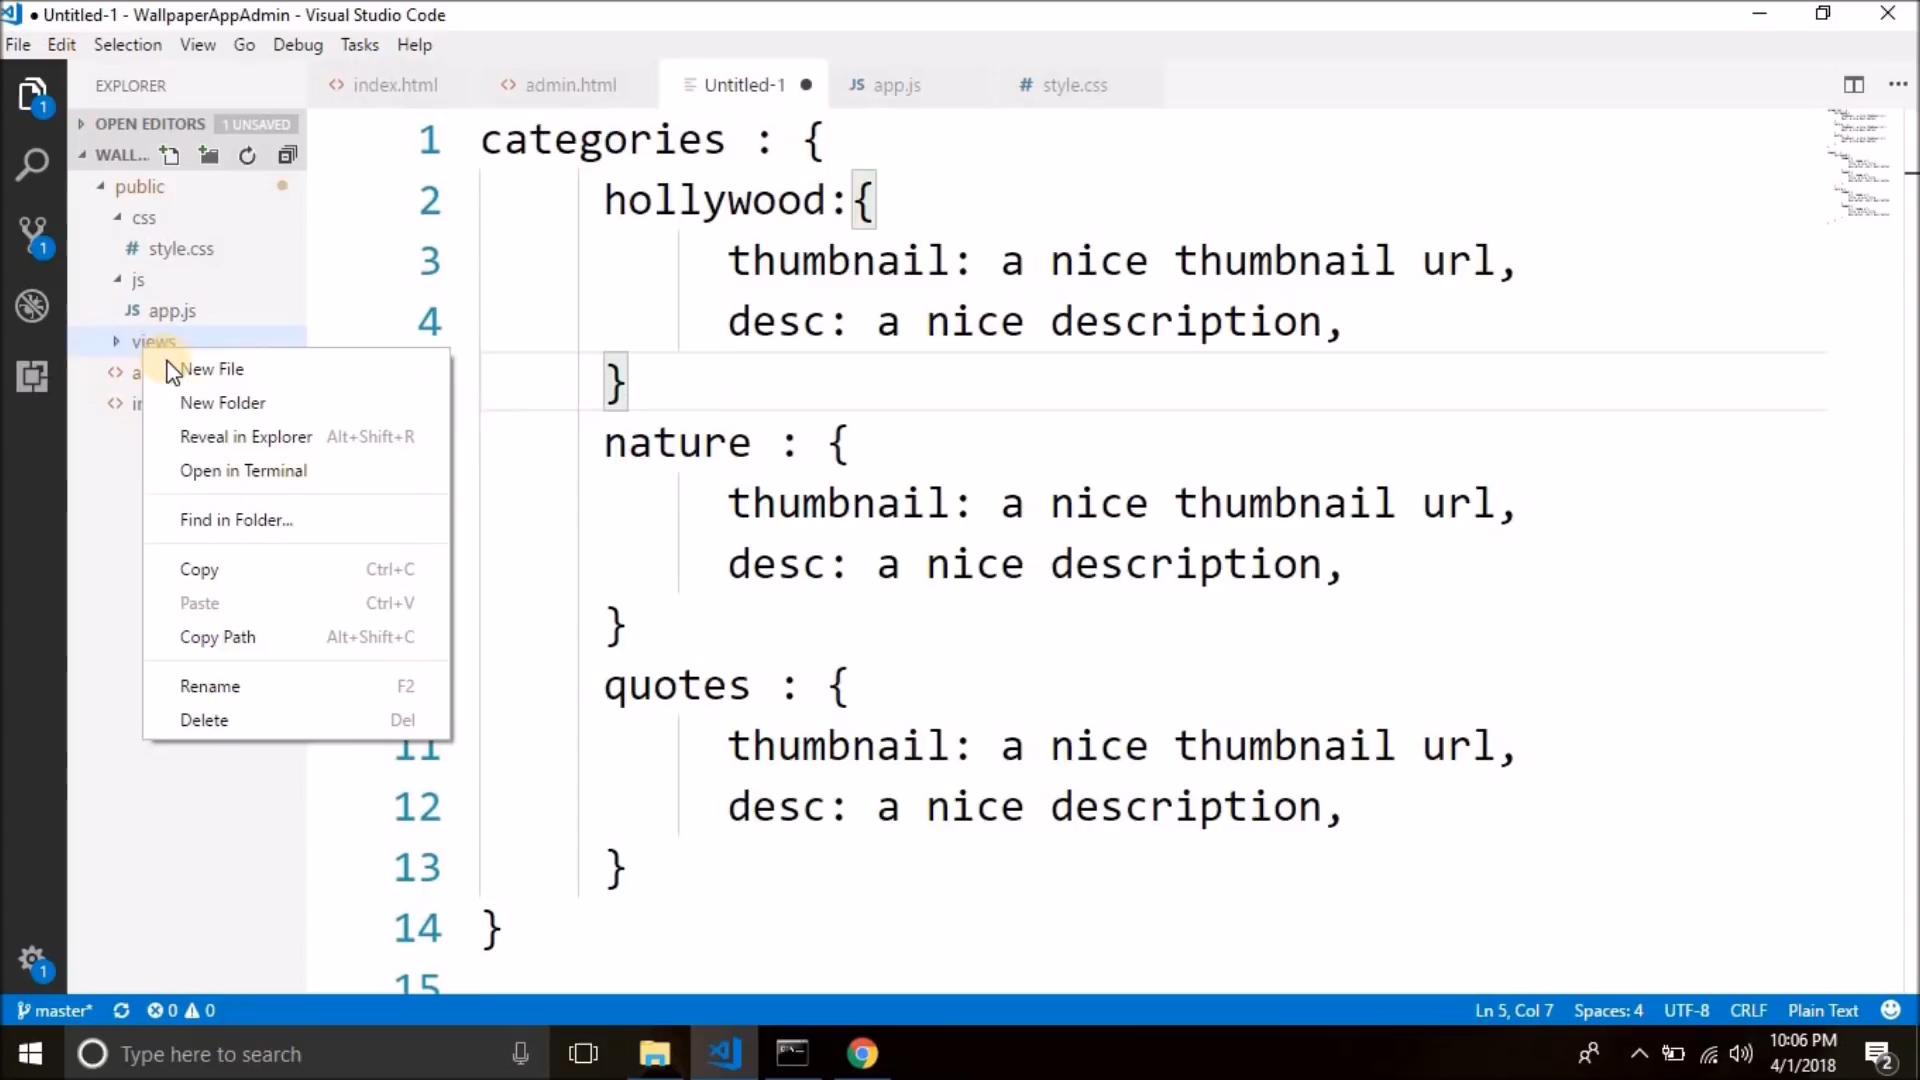 ● Untitled-1 - WallpaperAppAdmin - Visual Studio Code
File Edit Selection View Go Debug Tasks Help
EXPLORER
index.html
admin.html
Untitled-1 ●
JS app.js
# style.css
OPEN EDITORS 1 UNSAVED
WALL...
public
css
# style.css
js
JS app.js
views
New File
New Folder
Reveal in Explorer Alt+Shift+R
Open in Terminal
Find in Folder...
Copy Ctrl+C
Paste Ctrl+V
Copy Path Alt+Shift+C
Rename F2
Delete Del
1 categories : {
2 hollywood:{
3 thumbnail: a nice thumbnail url,
4 desc: a nice description,
}
nature : {
thumbnail: a nice thumbnail url,
desc: a nice description,
}
quotes : {
11 thumbnail: a nice thumbnail url,
12 desc: a nice description,
13 }
14 }
15
1
1
1
master* 0 0
Ln 5, Col 7 Spaces: 4 UTF-8 CRLF Plain Text
Type here to search
10:06 PM
4/1/2018
2